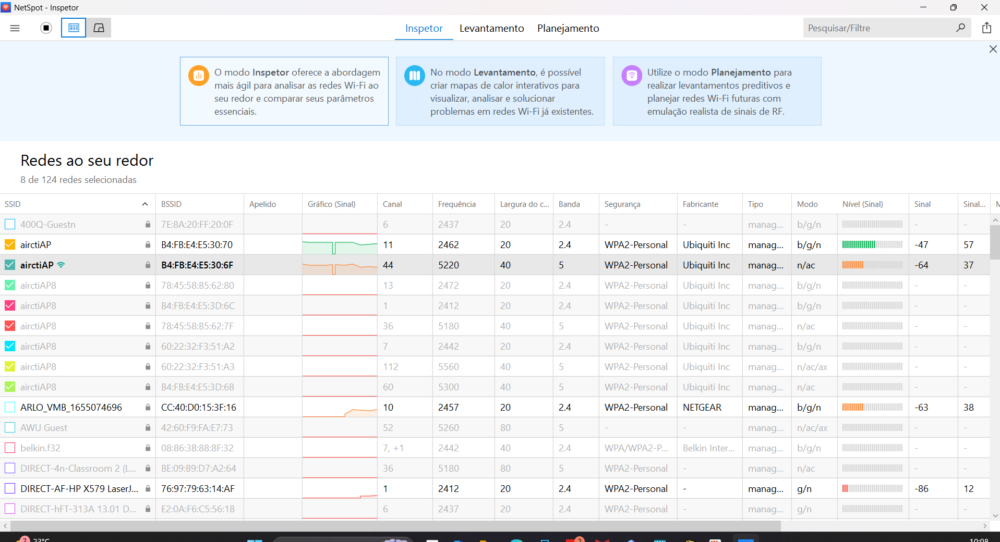 NetSpot - Inspetor
Inspetor Levantamento Planejamento
Pesquisar/Filtre
O modo Inspetor oferece a abordagem
mais ágil para analisar as redes Wi-Fi ao
seu redor e comparar seus parâmetros
essenciais.
No modo Levantamento, é possível
criar mapas de calor interativos para
visualizar, analisar e solucionar
problemas em redes Wi-Fi já existentes.
Utilize o modo Planejamento para
realizar levantamentos preditivos e
planejar redes Wi-Fi futuras com
emulação realista de sinais de RF.
Redes ao seu redor
8 de 124 redes selecionadas
SSID BSSID Apelido Gráfico (Sinal) Canal Frequência Largura do c... Banda Segurança Fabricante Tipo Modo Nível (Sinal) Sinal Sinal...
400Q-Guestn 7E:8A:20:FF:20:0F 6 2437 20 2.4 - - manag... b/g/n - -
airctiAP B4:FB:E4:E5:30:70 11 2462 20 2.4 WPA2-Personal Ubiquiti Inc manag... b/g/n -47 57
airctiAP B4:FB:E4:E5:30:6F 44 5220 40 5 WPA2-Personal Ubiquiti Inc manag... n/ac -64 37
airctiAP8 78:45:58:B5:62:80 13 2472 20 2.4 WPA2-Personal Ubiquiti Inc manag... b/g/n - -
airctiAP8 B4:FB:E4:E5:3D:6C 1 2412 20 2.4 WPA2-Personal Ubiquiti Inc manag... b/g/n - -
airctiAP8 78:45:58:B5:62:7F 36 5180 40 5 WPA2-Personal Ubiquiti Inc manag... n/ac - -
airctiAP8 60:22:32:F3:51:A2 7 2442 20 2.4 WPA2-Personal Ubiquiti Inc manag... b/g/n - -
airctiAP8 60:22:32:F3:51:A3 112 5560 40 5 WPA2-Personal Ubiquiti Inc manag... n/ac/ax - -
airctiAP8 B4:FB:E4:E5:3D:6B 60 5300 40 5 WPA2-Personal Ubiquiti Inc manag... n/ac - -
ARLO_VMB_1655074696 CC:40:D0:15:3F:16 10 2457 20 2.4 WPA2-Personal NETGEAR manag... b/g/n -63 38
AWU Guest 42:60:F9:FA:E7:73 52 5260 80 5 - - manag... n/ac/ax - -
belkin.f32 08:86:3B:88:8F:32 7, +1 2442 40 2.4 WPA/WPA2-P... Belkin Inter... manag... b/g/n - -
DIRECT-4n-Classroom 2 (L... BE:09:B9:D7:A2:64 36 5180 80 5 WPA2-Personal - manag... n/ac - -
DIRECT-AF-HP X579 LaserJ... 76:97:79:63:14:AF 1 2412 20 2.4 WPA2-Personal - manag... g/n -86 12
DIRECT-hFT-313A 13.01 D... E2:0A:F6:C5:56:1B 6 2437 20 2.4 WPA2-Personal - manag... g/n - -
2 23°C 2 10:08